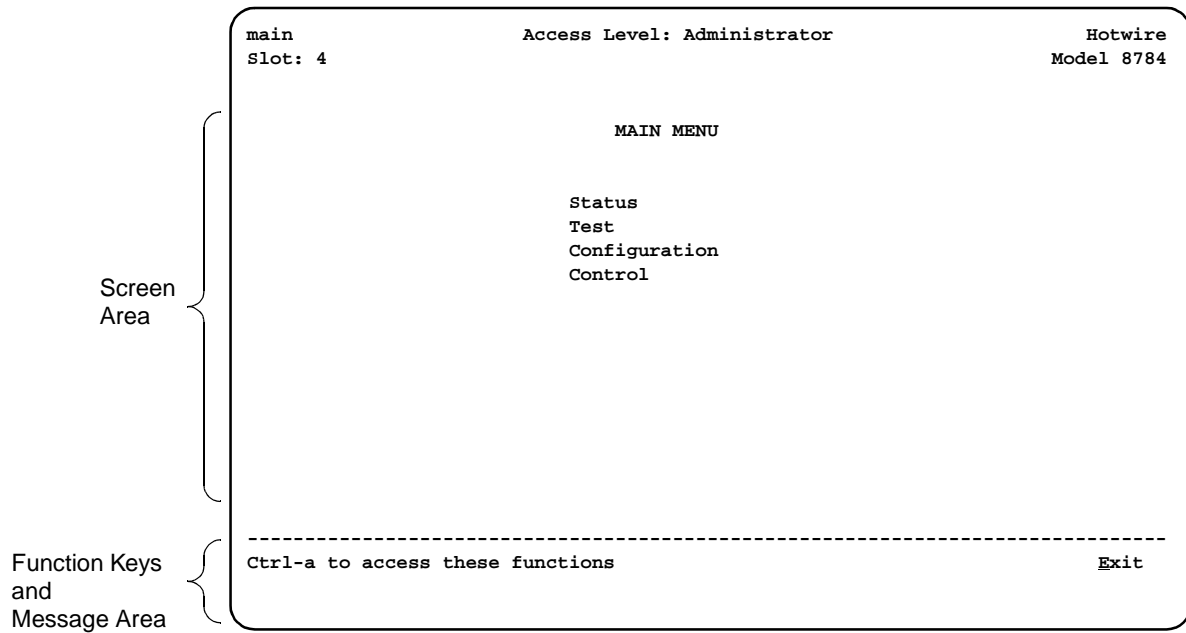 main Access Level: Administrator Hotwire
Slot: 4 Model 8784
MAIN MENU
Status
Test
Configuration
Control
Screen
Area
--------------------------------------------------------------------------------
Ctrl-a to access these functions Exit
Function Keys
and
Message Area